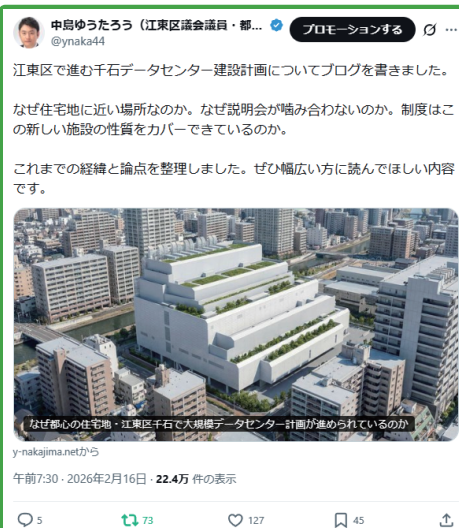 中島ゆうたろう（江東区議会議員・都...
プロモーションする
@ynaka44
江東区で進む千石データセンター建設計画についてブログを書きました。
なぜ住宅地に近い場所なのか。なぜ説明会が噛み合わないのか。制度はこ
の新しい施設の性質をカバーできているのか。
これまでの経緯と論点を整理しました。ぜひ幅広い方に読んでほしい内容
です。
なぜ都心の住宅地・江東区千石で大規模データセンター計画が進められているのか
y-nakajima.netから
午前7:30 · 2026年2月16日 · 22.4万 件の表示
5 73 127 45